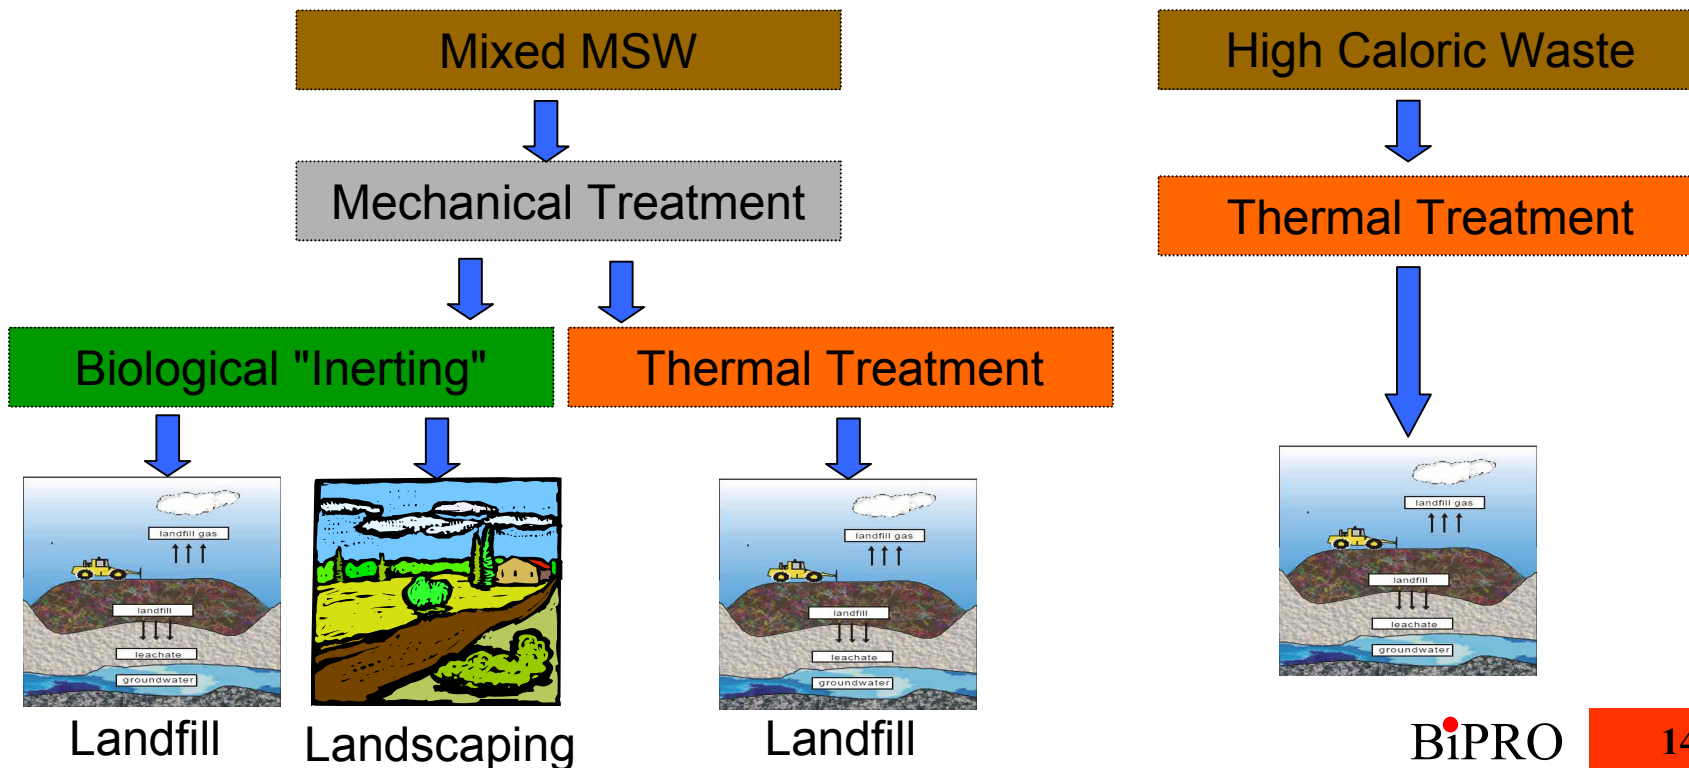 Mixed MSW
High Caloric Waste
Mechanical Treatment
Thermal Treatment
Biological "Inerting"
Thermal Treatment
landfill gas
landfill
leachate
groundwater
landfill gas
landfill
leachate
groundwater
landfill gas
landfill
leachate
groundwater
Landfill
Landscaping
Landfill
BiPRO
14